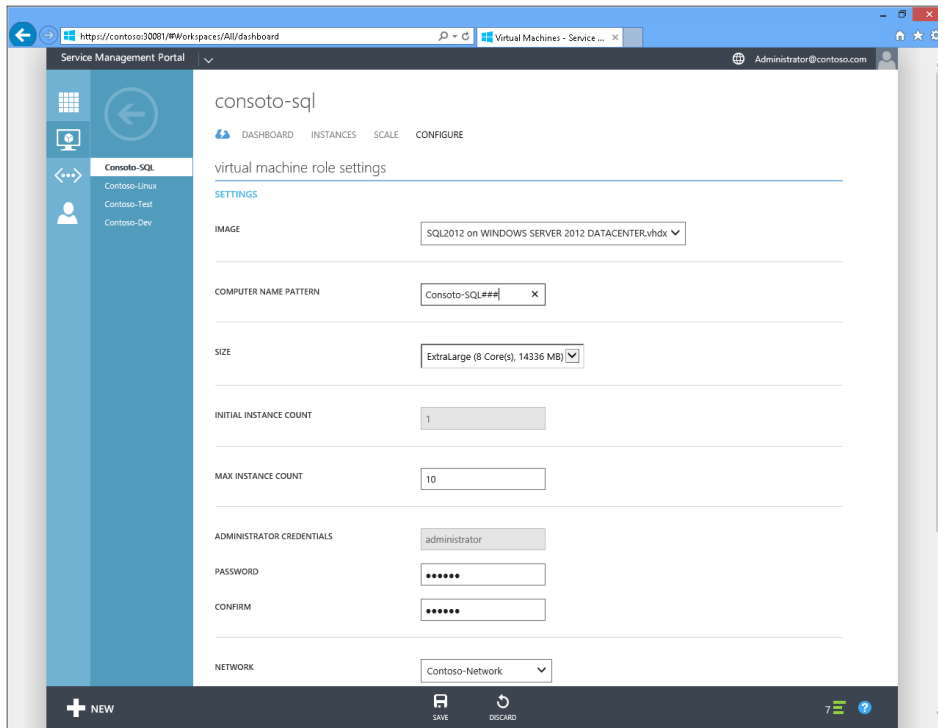 https://contoso:30081/#Workspaces/All/dashboard
Virtual Machines - Service ...
Service Management Portal
Administrator@contoso.com
consoto-sql
DASHBOARD INSTANCES SCALE CONFIGURE
Consoto-SQL
Contoso-Linux
Contoso-Test
Contoso-Dev
virtual machine role settings
SETTINGS
IMAGE
SQL2012 on WINDOWS SERVER 2012 DATACENTER.vhdx
COMPUTER NAME PATTERN
Consoto-SQL###
SIZE
ExtraLarge (8 Core(s), 14336 MB)
INITIAL INSTANCE COUNT
1
MAX INSTANCE COUNT
10
ADMINISTRATOR CREDENTIALS
administrator
PASSWORD
••••••
CONFIRM
••••••
NETWORK
Contoso-Network
NEW
SAVE
DISCARD
7
?